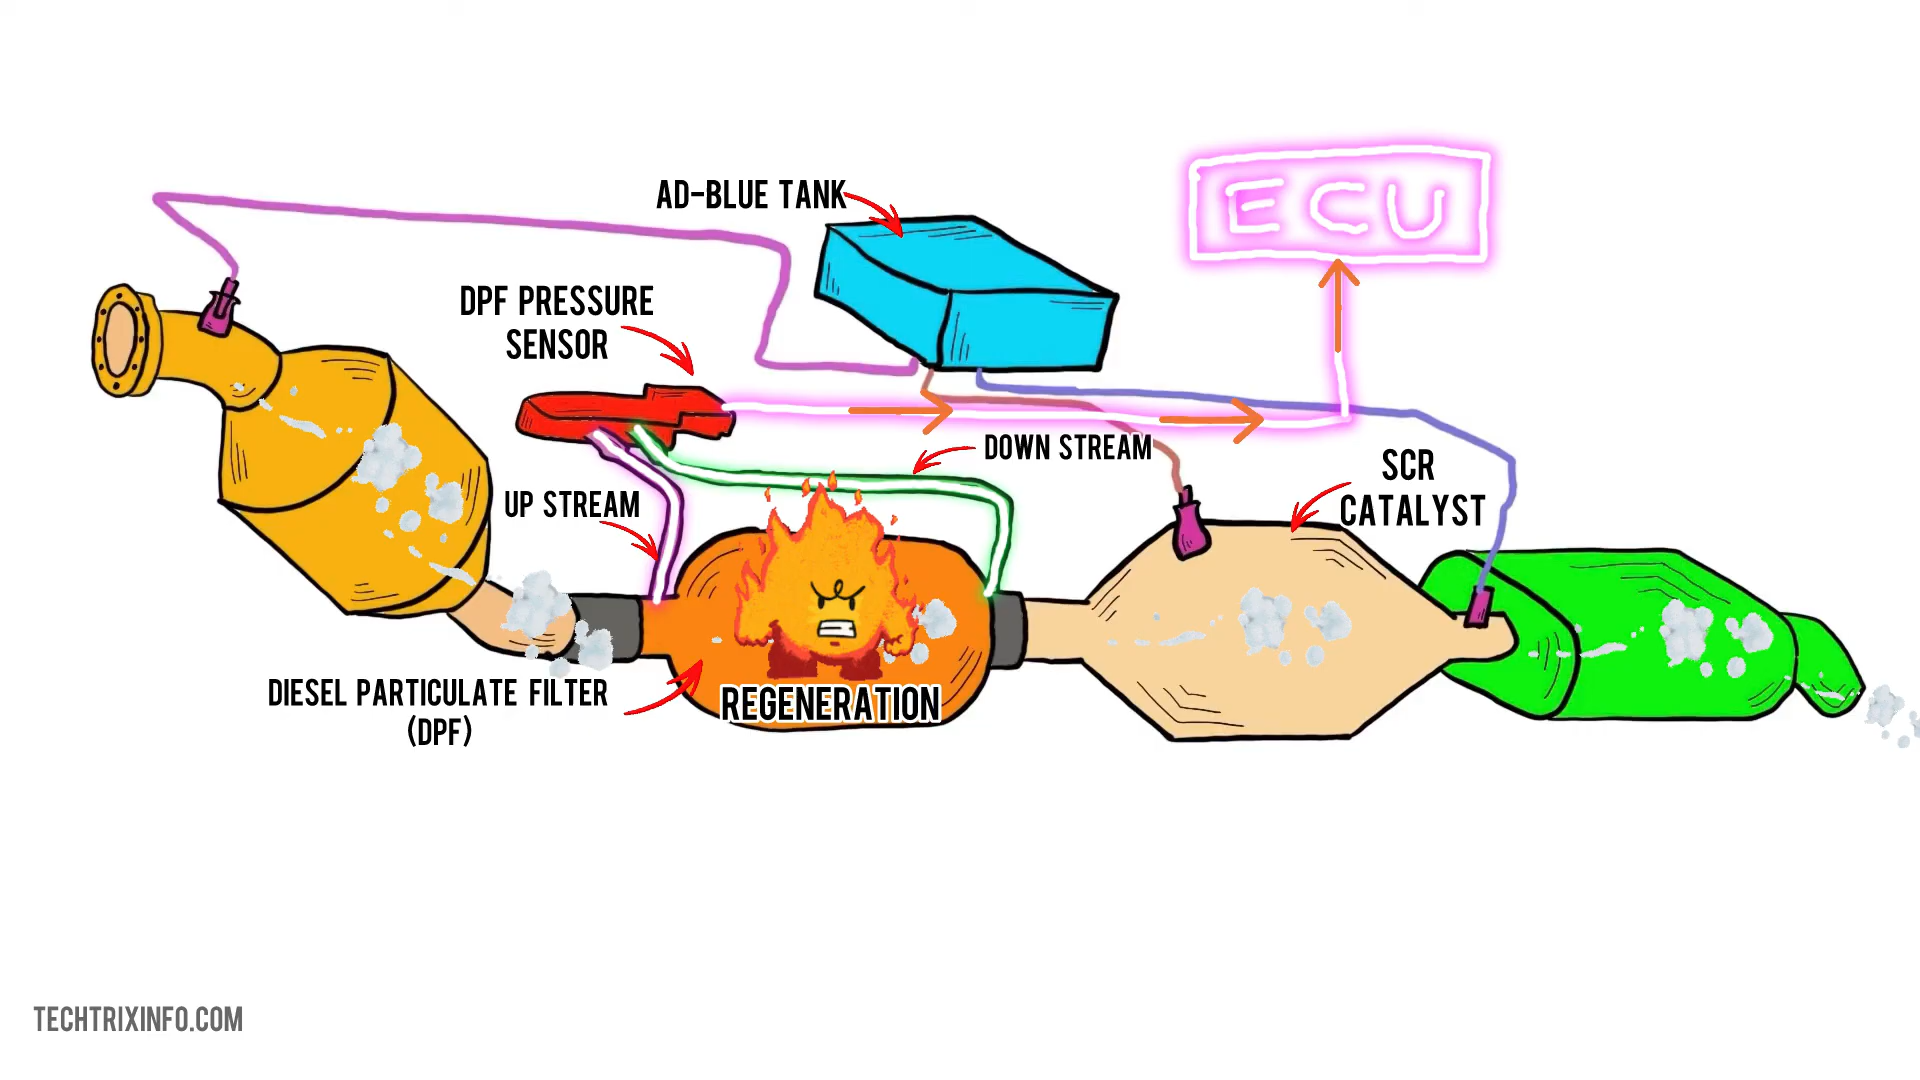 AD-BLUE TANK
ECU
DPF PRESSURE
SENSOR
DOWN STREAM
UP STREAM
SCR
CATALYST
DIESEL PARTICULATE FILTER
(DPF)
REGENERATION
TECHTRIXINFO.COM